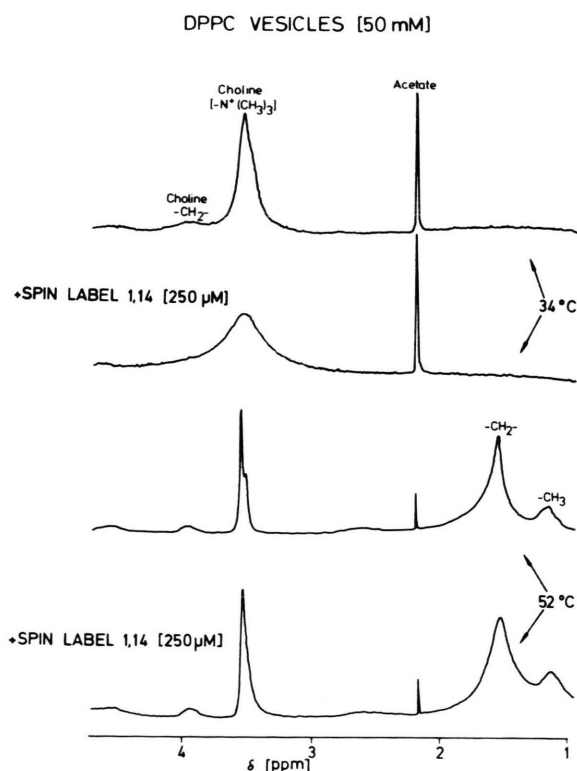 DPPC VESICLES [50 mM]
Choline
[-N⁺(CH₃)₃]
Acetate
Choline
-CH₂-
+SPIN LABEL 1,14 [250 µM]
34 °C
-CH₂-
-CH₃
52 °C
+SPIN LABEL 1,14 [250 µM]
4 3 2 1
δ [ppm]